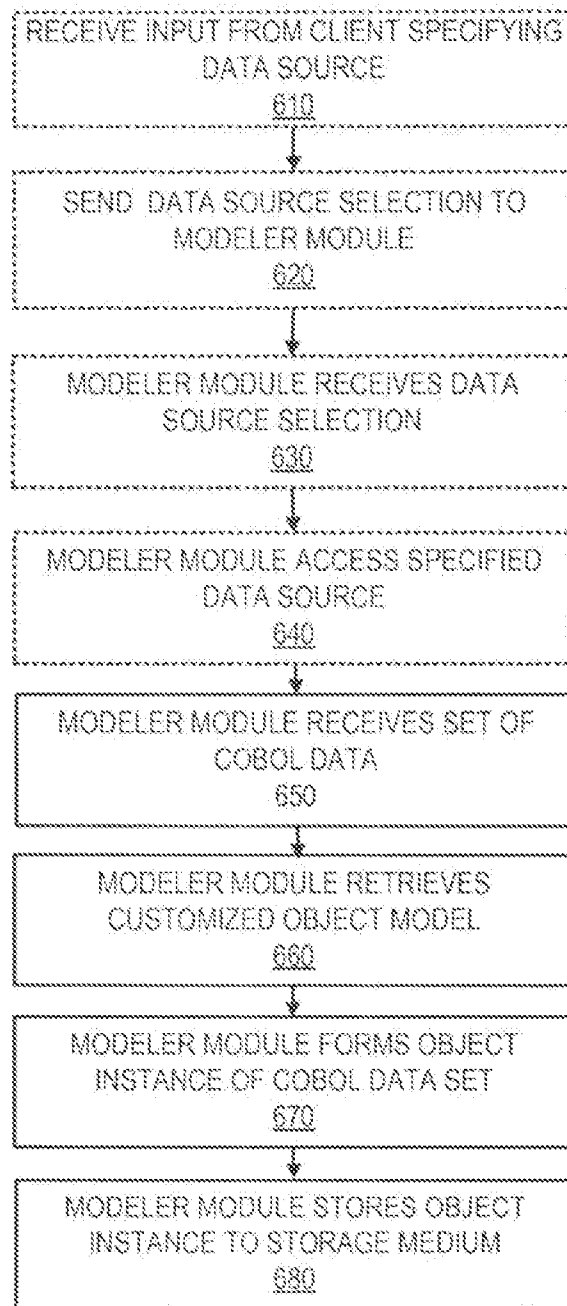 RECEIVE INPUT FROM CLIENT SPECIFYING
DATA SOURCE
610
SEND DATA SOURCE SELECTION TO
MODELER MODULE
620
MODELER MODULE RECEIVES DATA
SOURCE SELECTION
630
MODELER MODULE ACCESS SPECIFIED
DATA SOURCE
640
MODELER MODULE RECEIVES SET OF
COBOL DATA
650
MODELER MODULE RETRIEVES
CUSTOMIZED OBJECT MODEL
660
MODELER MODULE FORMS OBJECT
INSTANCE OF COBOL DATA SET
670
MODELER MODULE STORES OBJECT
INSTANCE TO STORAGE MEDIUM
680